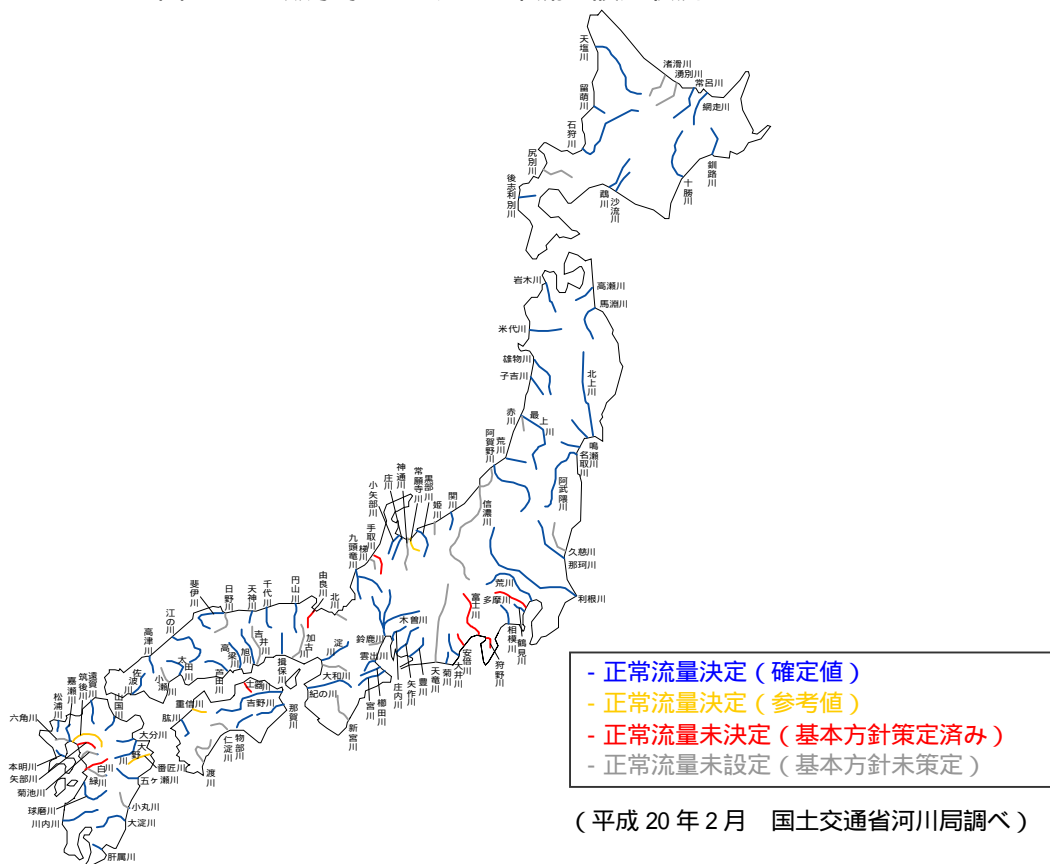 天塩川
渚滑川
湧別川
常呂川
網走川
留萌川
石狩川
尻別川
後志利別川
鵡川
沙流川
十勝川
釧路川
岩木川
高瀬川
馬淵川
米代川
雄物川
子吉川
北上川
赤川
最上川
鳴瀬川
名取川
荒川
阿賀野川
阿武隈川
信濃川
久慈川
那珂川
関川
姫川
黒部川
常願寺川
神通川
庄川
小矢部川
手取川
梯川
九頭竜川
利根川
荒川
多摩川
鶴見川
相模川
富士川
狩野川
安倍川
大井川
菊川
天竜川
豊川
矢作川
庄内川
木曽川
鈴鹿川
雲出川
櫛田川
宮川
新宮川
紀の川
大和川
淀川
北川
由良川
円山川
加古川
揖保川
千代川
天神川
日野川
斐伊川
江の川
高津川
吉井川
旭川
高梁川
芦田川
太田川
小瀬川
佐波川
土器川
吉野川
那賀川
重信川
肱川
物部川
仁淀川
渡川
遠賀川
山国川
筑後川
嘉瀬川
松浦川
六角川
本明川
矢部川
菊池川
白川
緑川
球磨川
川内川
肝属川
大淀川
小丸川
五ヶ瀬川
番匠川
大野川
大分川
- 正常流量決定（確定値）
- 正常流量決定（参考値）
- 正常流量未決定（基本方針策定済み）
- 正常流量未設定（基本方針未策定）
（平成 20 年 2 月　国土交通省河川局調べ）